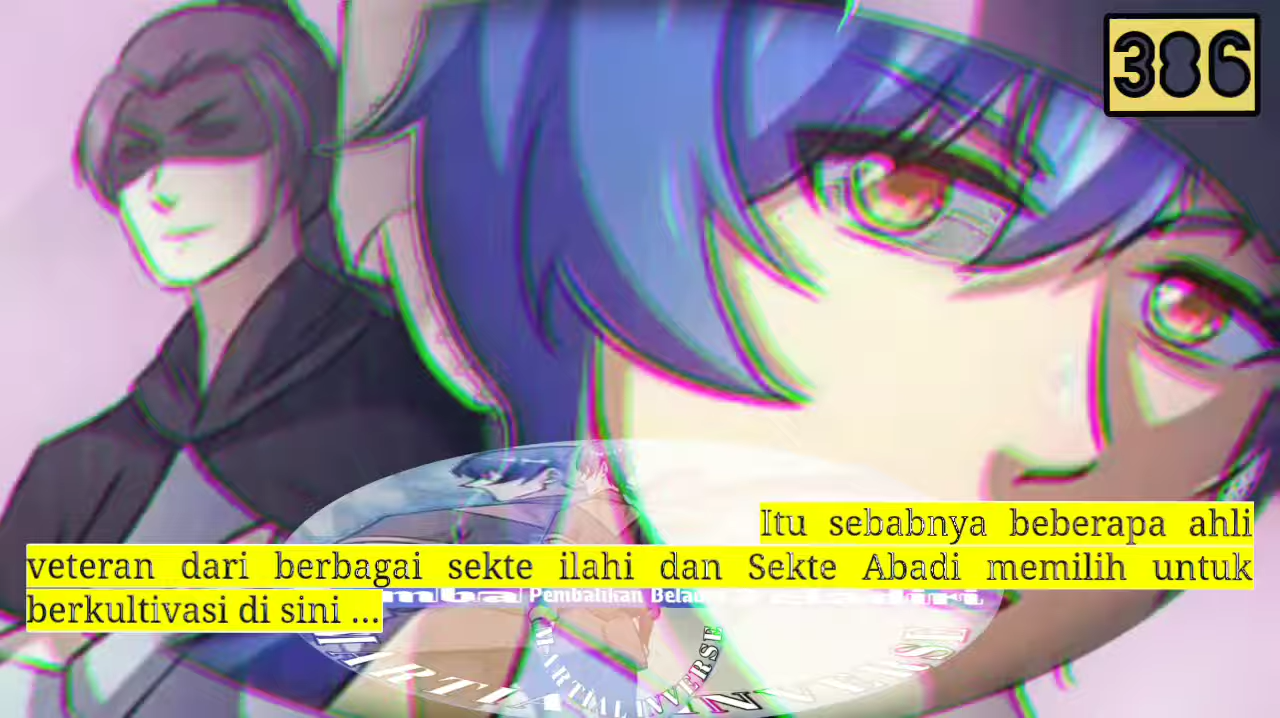 386
Itu sebabnya beberapa ahli
veteran dari berbagai sekte ilahi dan Sekte Abadi memilih untuk
berkultivasi di sini ...
Pembalikan
MARTIAL INVERSE